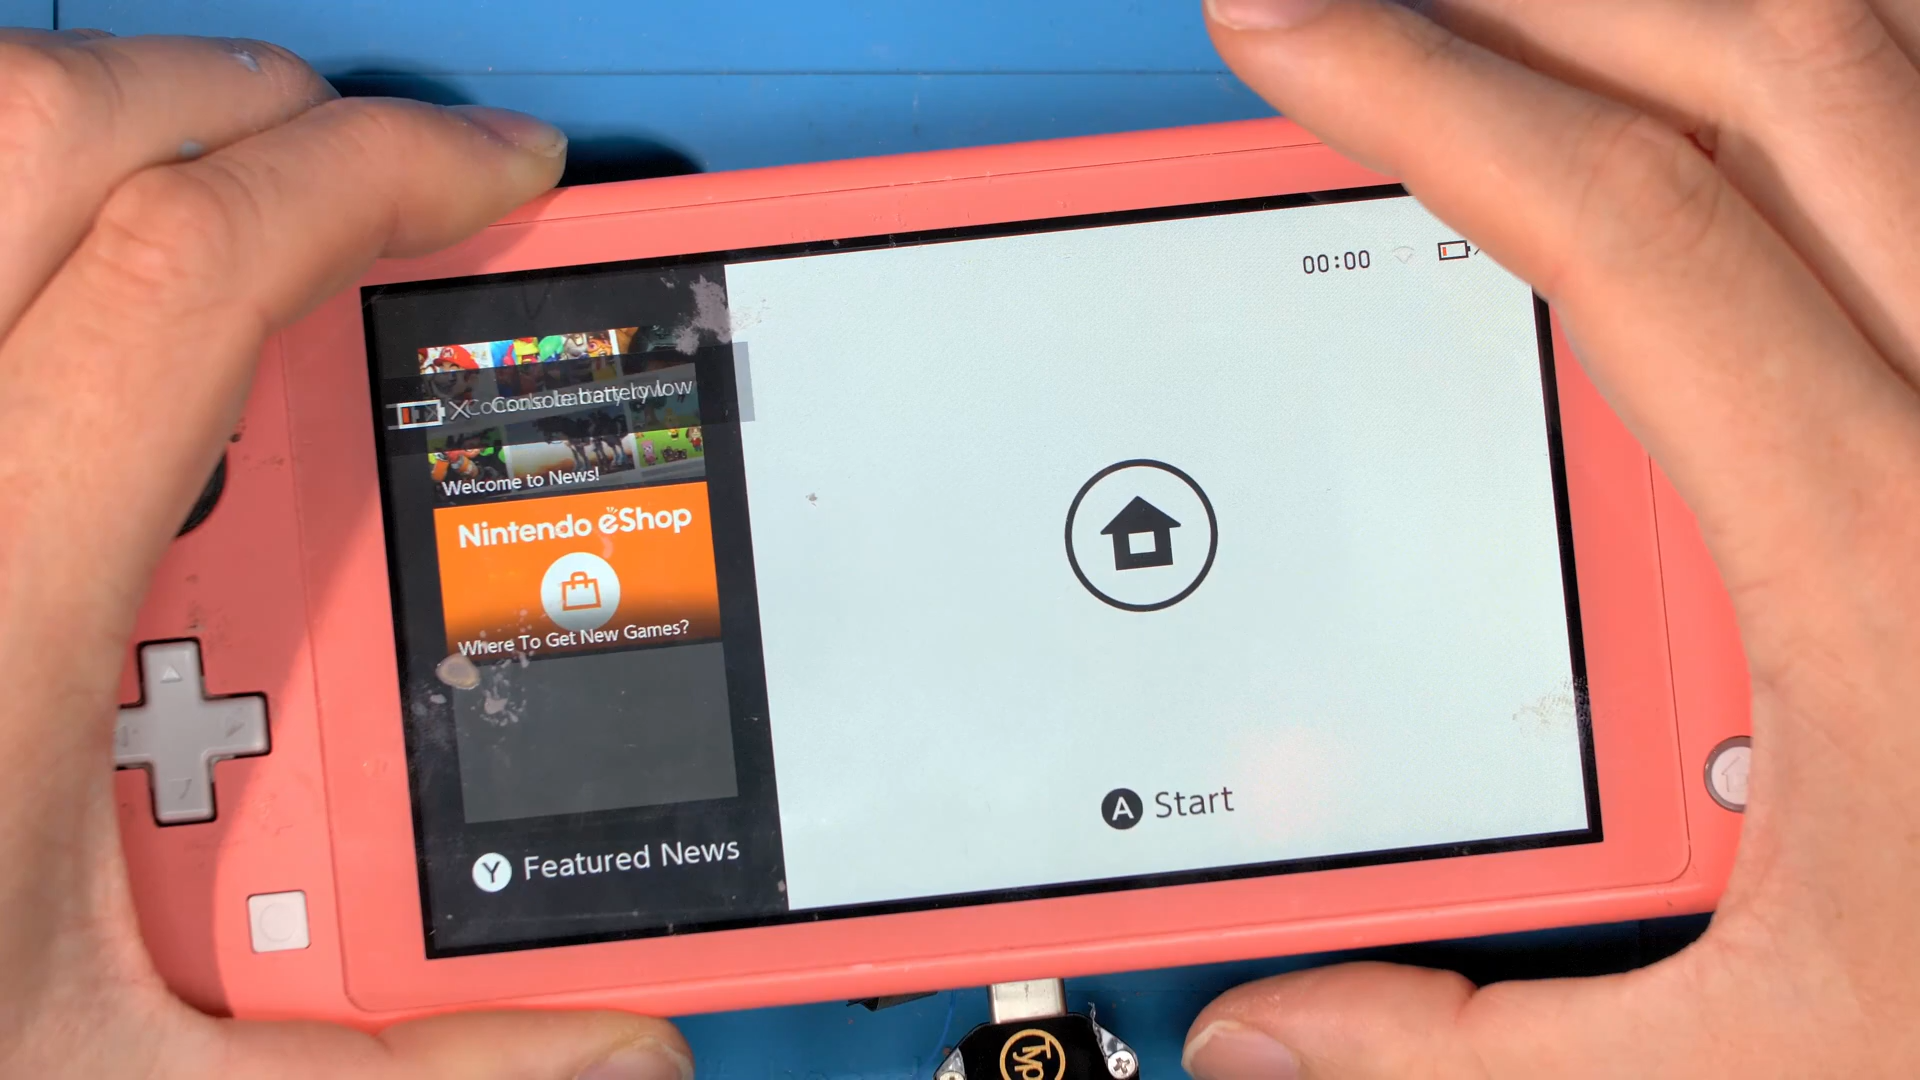 00:00
Console battery low
Welcome to News!
Nintendo eShop
Where To Get New Games?
A Start
Y Featured News